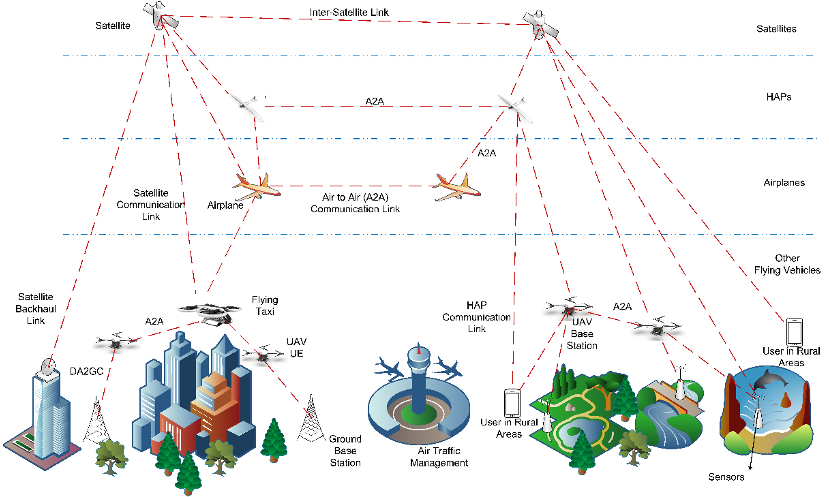 Inter-Satellite Link
Satellite
Satellites
A2A
HAPs
A2A
Airplanes
Satellite
Communication
Link
Airplane
Air to Air (A2A)
Communication Link
Other
Flying Vehicles
Satellite
Backhaul
Link
A2A
Flying
Taxi
HAP
Communication
Link
UAV
Base
Station
A2A
UAV
UE
DA2GC
User in Rural
Areas
User in Rural
Areas
Ground
Base
Station
Air Traffic
Management
Sensors